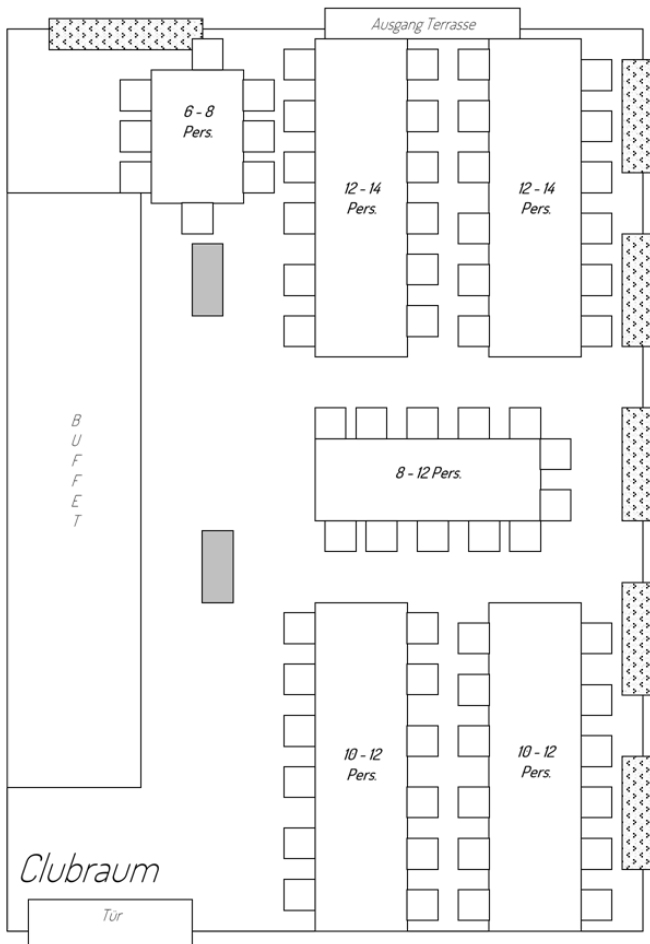 Ausgang Terrasse
6 - 8
Pers.
12 - 14
Pers.
12 - 14
Pers.
B
U
F
F
E
T
8 - 12 Pers.
10 - 12
Pers.
10 - 12
Pers.
Clubraum
Tür